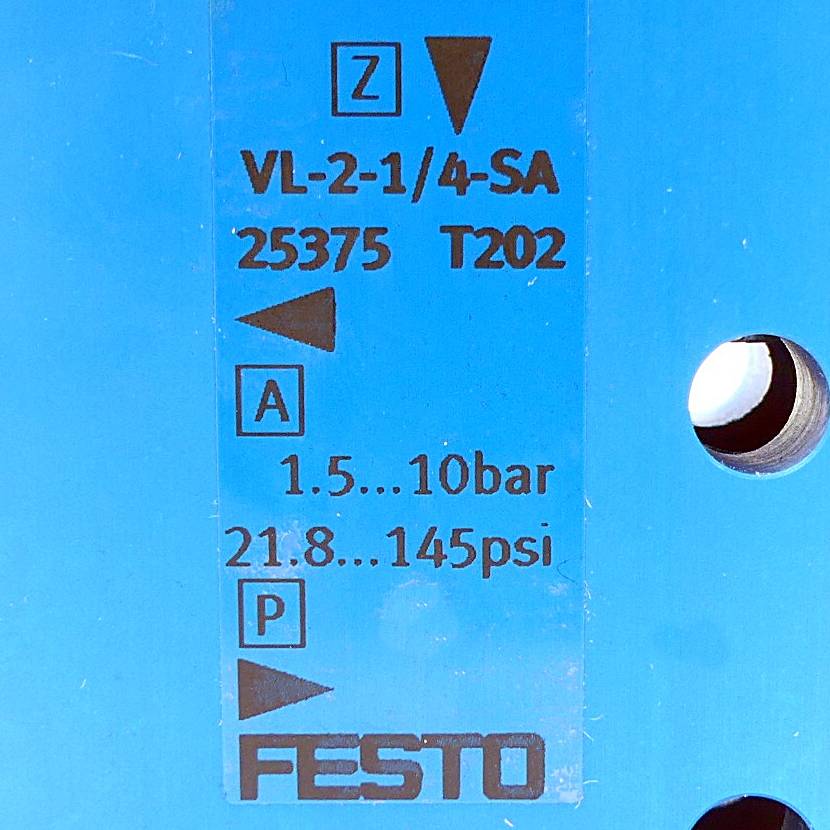 Z
VL-2-1/4-SA
25375 T202
A
1.5...10bar
21.8...145psi
P
FESTO